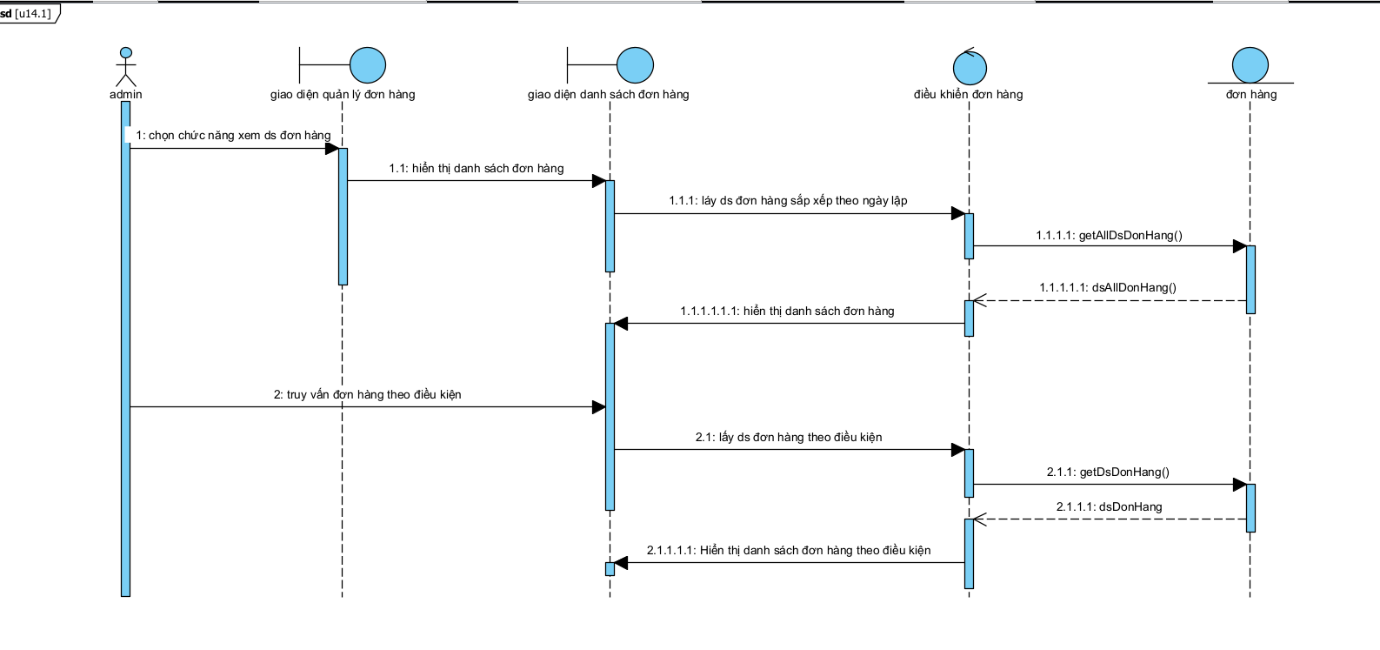 sd [u14.1]
admin
giao diện quản lý đơn hàng
giao diện danh sách đơn hàng
điều khiển đơn hàng
đơn hàng
1: chọn chức năng xem ds đơn hàng
1.1: hiển thị danh sách đơn hàng
1.1.1: láy ds đơn hàng sắp xếp theo ngày lập
1.1.1.1: getAllDsDonHang()
1.1.1.1.1: dsAllDonHang()
1.1.1.1.1.1: hiển thị danh sách đơn hàng
2: truy vấn đơn hàng theo điều kiện
2.1: lấy ds đơn hàng theo điều kiện
2.1.1: getDsDonHang()
2.1.1.1: dsDonHang
2.1.1.1.1: Hiển thị danh sách đơn hàng theo điều kiện